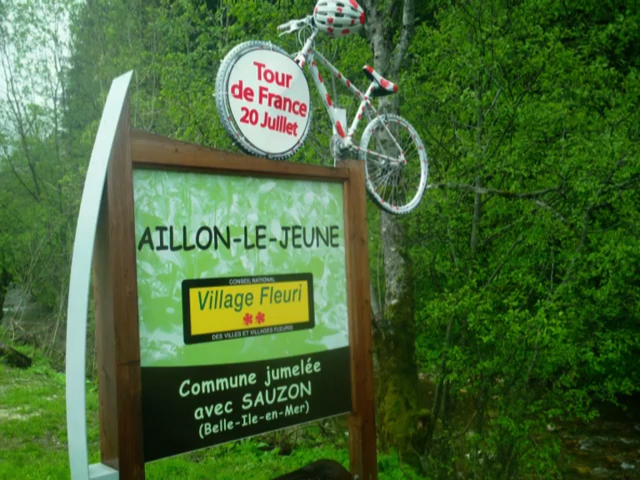 Tour
de France
20 Juillet
AILLON-LE-JEUNE
CONSEIL NATIONAL
Village Fleuri
DES VILLES ET VILLAGES FLEURIS
Commune jumelée
avec SAUZON
(Belle-Ile-en-Mer)